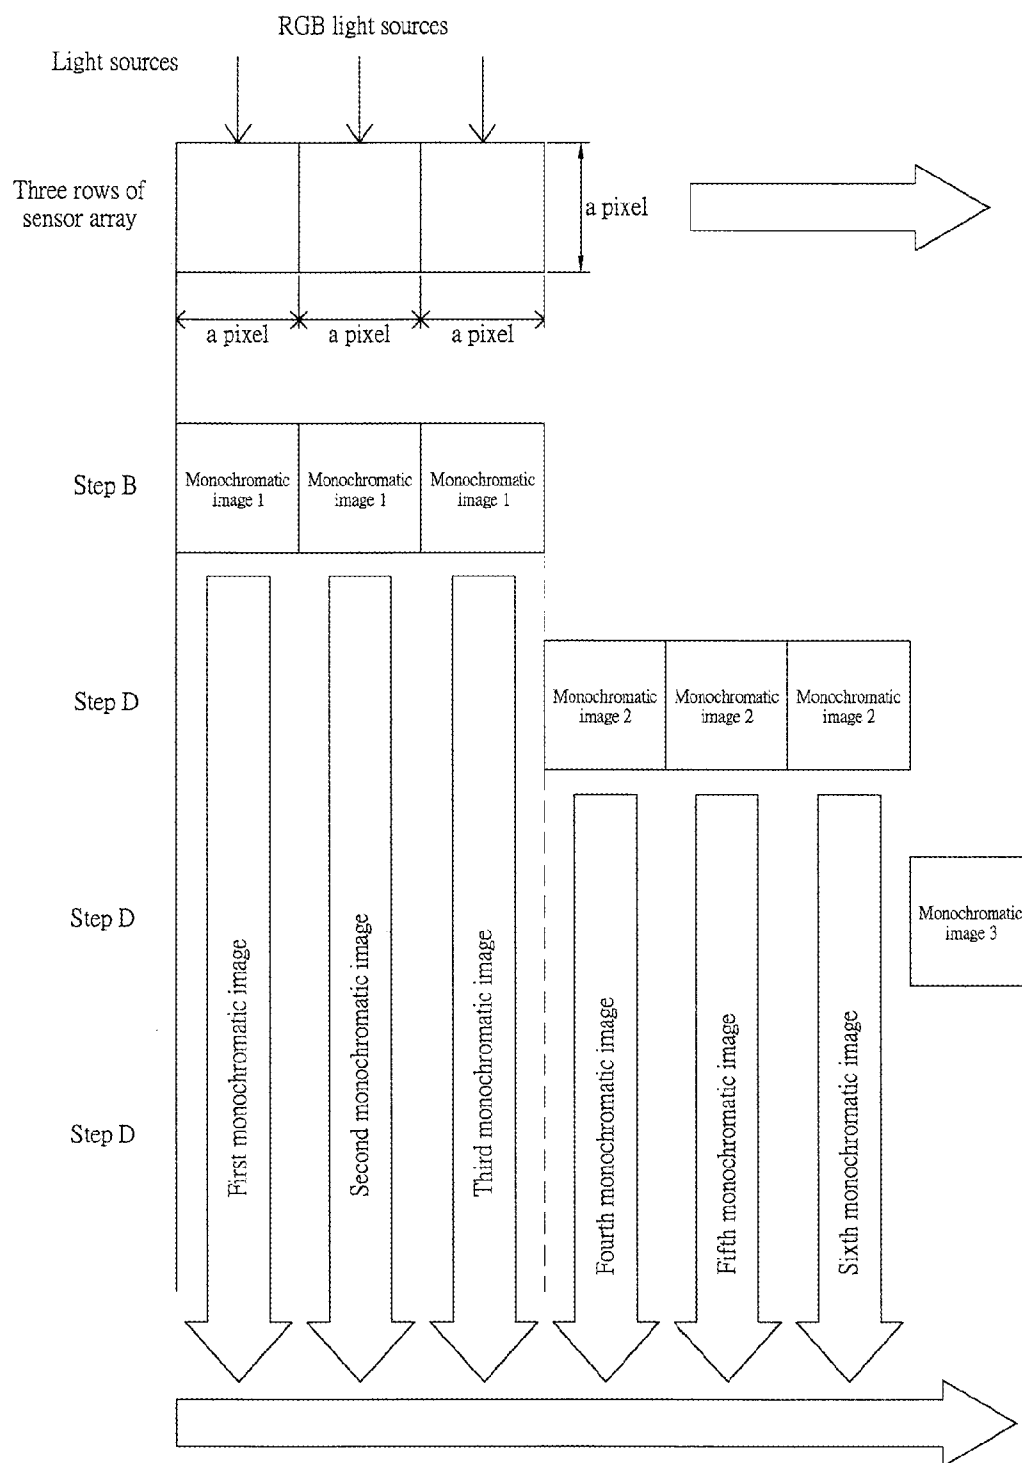 RGB light sources
Light sources
Three rows of
sensor array
a pixel
a pixel
a pixel
a pixel
Step B
Monochromatic
image 1
Monochromatic
image 1
Monochromatic
image 1
Step D
Monochromatic
image 2
Monochromatic
image 2
Monochromatic
image 2
Step D
Monochromatic
image 3
Step D
First monochromatic image
Second monochromatic image
Third monochromatic image
Fourth monochromatic image
Fifth monochromatic image
Sixth monochromatic image